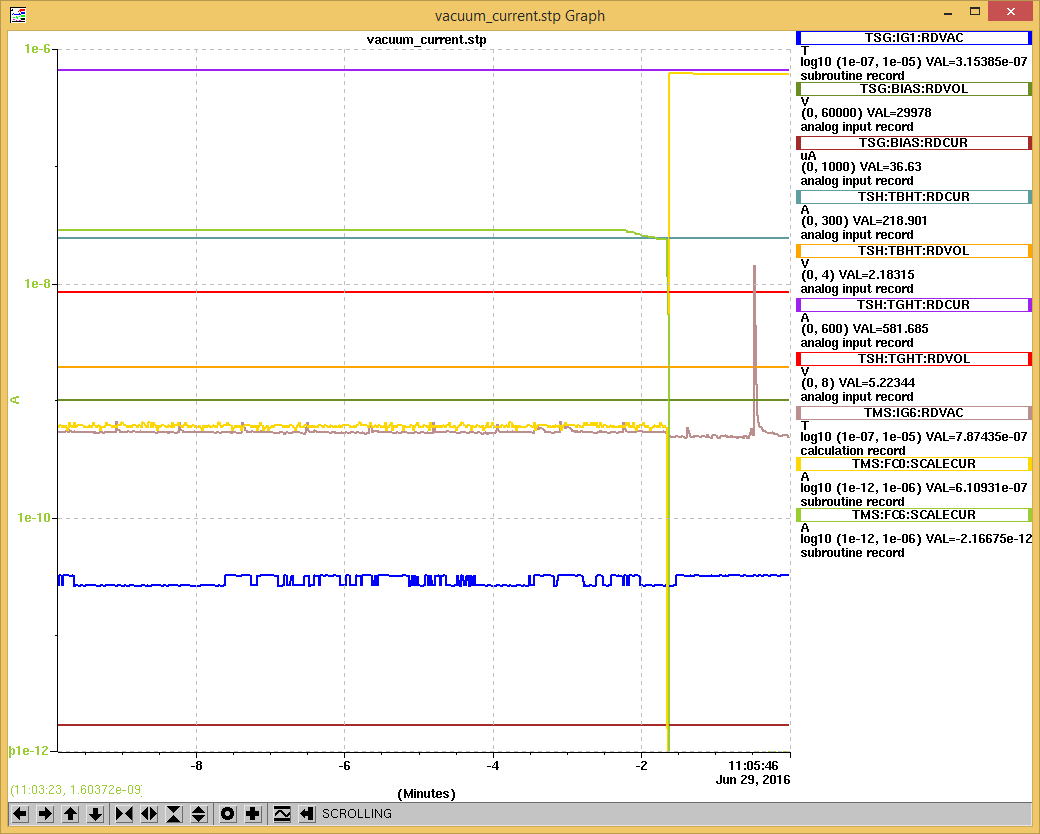 vacuum_current.stp Graph
vacuum_current.stp
1e-6
1e-8
A
1e-10
1e-12
-8
-6
-4
-2
11:05:46
Jun 29, 2016
(Minutes)
(11:03:23, 1.60372e-09)
SCROLLING
TSG:IG1:RDVAC
T
log10 (1e-07, 1e-05) VAL=3.15385e-07
subroutine record
TSG:BIAS:RDVOL
V
(0, 60000) VAL=29978
analog input record
TSG:BIAS:RDCUR
uA
(0, 1000) VAL=36.63
analog input record
TSH:TBHT:RDCUR
A
(0, 300) VAL=218.901
analog input record
TSH:TBHT:RDVOL
V
(0, 4) VAL=2.18315
analog input record
TSH:TGHT:RDCUR
A
(0, 600) VAL=581.685
analog input record
TSH:TGHT:RDVOL
V
(0, 8) VAL=5.22344
analog input record
TMS:IG6:RDVAC
T
log10 (1e-07, 1e-05) VAL=7.87435e-07
calculation record
TMS:FC0:SCALECUR
A
log10 (1e-12, 1e-06) VAL=6.10931e-07
subroutine record
TMS:FC6:SCALECUR
A
log10 (1e-12, 1e-06) VAL=-2.16675e-12
subroutine record